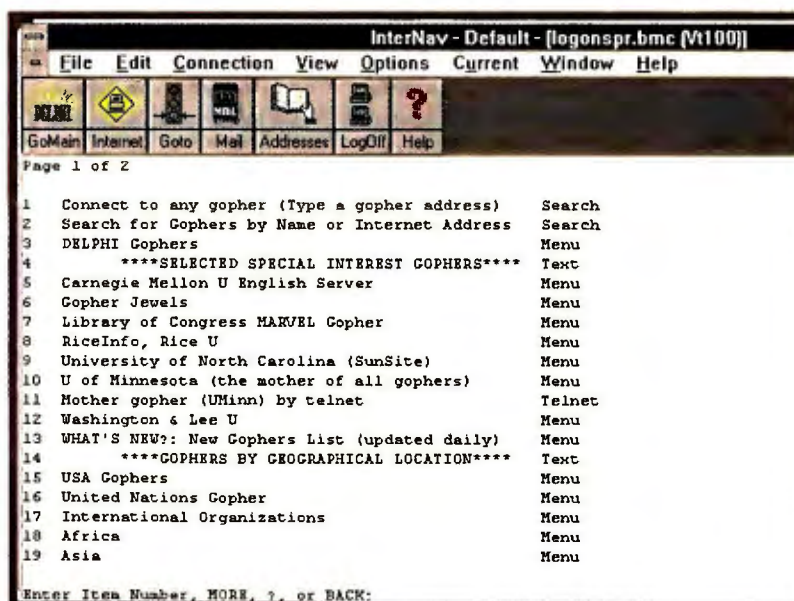 InterNav - Default - [logonspr.bmc (Vt100)]
File Edit Connection View Options Current Window Help
DELPHI MAIL
GoMain Internet Goto Mail Addresses LogOff Help
Page 1 of 2
1 Connect to any gopher (Type a gopher address) Search
2 Search for Gophers by Name or Internet Address Search
3 DELPHI Gophers Menu
4 ****SELECTED SPECIAL INTEREST GOPHERS**** Text
5 Carnegie Mellon U English Server Menu
6 Gopher Jewels Menu
7 Library of Congress MARVEL Gopher Menu
8 RiceInfo, Rice U Menu
9 University of North Carolina (SunSite) Menu
10 U of Minnesota (the mother of all gophers) Menu
11 Mother gopher (UMinn) by telnet Telnet
12 Washington & Lee U Menu
13 WHAT'S NEW?: New Gophers List (updated daily) Menu
14 ****GOPHERS BY GEOGRAPHICAL LOCATION**** Text
15 USA Gophers Menu
16 United Nations Gopher Menu
17 International Organizations Menu
18 Africa Menu
19 Asia Menu
Enter Item Number, MORE, ?, or BACK: